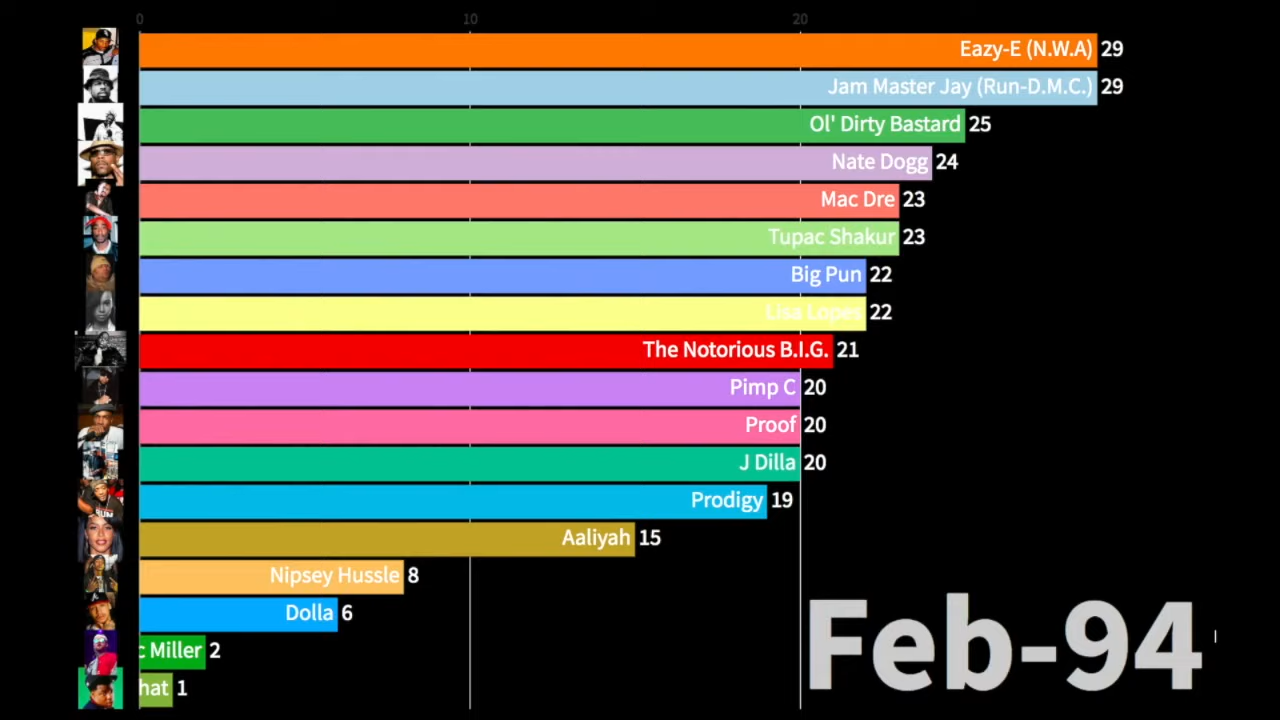 0 10 20
Eazy-E (N.W.A) 29
Jam Master Jay (Run-D.M.C.) 29
Ol' Dirty Bastard 25
Nate Dogg 24
Mac Dre 23
Tupac Shakur 23
Big Pun 22
Lisa Lopes 22
The Notorious B.I.G. 21
Pimp C 20
Proof 20
J Dilla 20
Prodigy 19
Aaliyah 15
Nipsey Hussle 8
Dolla 6
c Miller 2
hat 1
Feb-94